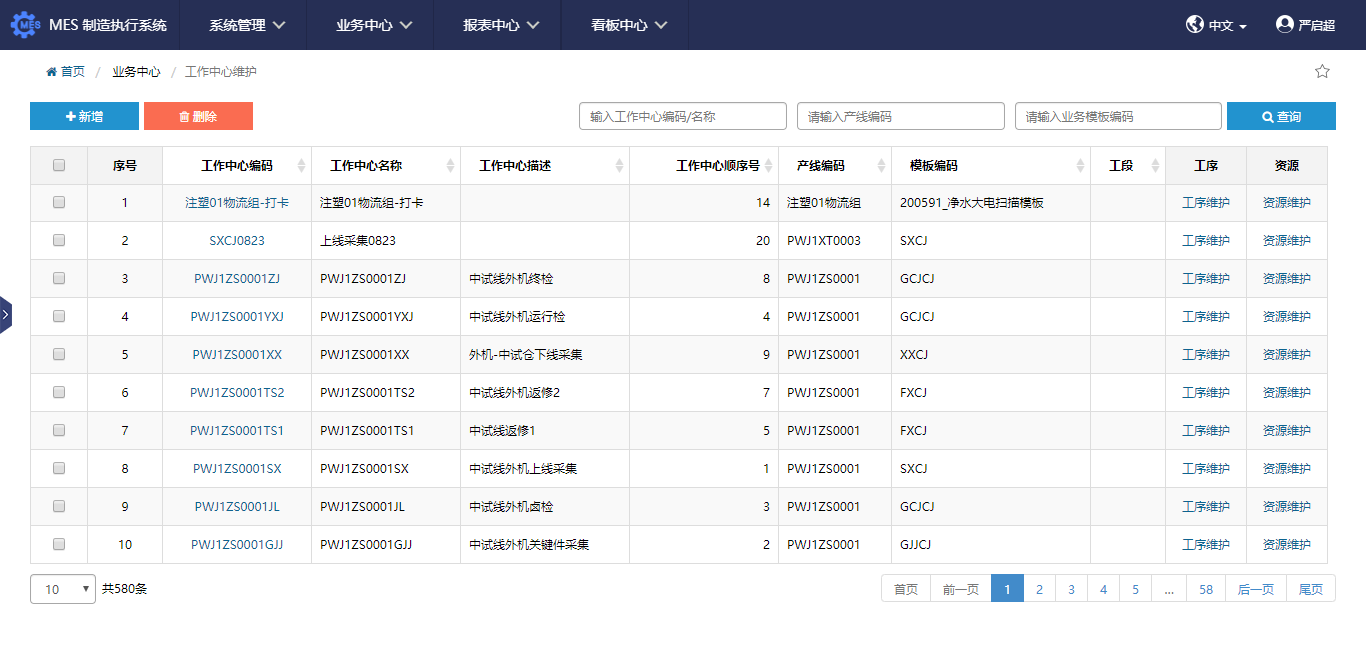 MES MES 制造执行系统 系统管理 业务中心 报表中心 看板中心 中文 严启超
首页 / 业务中心 / 工作中心维护
新增 删除 输入工作中心编码/名称 请输入产线编码 请输入业务模板编码 查询
序号 工作中心编码 工作中心名称 工作中心描述 工作中心顺序号 产线编码 模板编码 工段 工序 资源
1 注塑01物流组-打卡 注塑01物流组-打卡 14 注塑01物流组 200591_净水大电扫描模板 工序维护 资源维护
2 SXCJ0823 上线采集0823 20 PWJ1XT0003 SXCJ 工序维护 资源维护
3 PWJ1ZS0001ZJ PWJ1ZS0001ZJ 中试线外机终检 8 PWJ1ZS0001 GCJCJ 工序维护 资源维护
4 PWJ1ZS0001YXJ PWJ1ZS0001YXJ 中试线外机运行检 4 PWJ1ZS0001 GCJCJ 工序维护 资源维护
5 PWJ1ZS0001XX PWJ1ZS0001XX 外机-中试仓下线采集 9 PWJ1ZS0001 XXCJ 工序维护 资源维护
6 PWJ1ZS0001TS2 PWJ1ZS0001TS2 中试线外机返修2 7 PWJ1ZS0001 FXCJ 工序维护 资源维护
7 PWJ1ZS0001TS1 PWJ1ZS0001TS1 中试线返修1 5 PWJ1ZS0001 FXCJ 工序维护 资源维护
8 PWJ1ZS0001SX PWJ1ZS0001SX 中试线外机上线采集 1 PWJ1ZS0001 SXCJ 工序维护 资源维护
9 PWJ1ZS0001JL PWJ1ZS0001JL 中试线外机卤检 3 PWJ1ZS0001 GCJCJ 工序维护 资源维护
10 PWJ1ZS0001GJJ PWJ1ZS0001GJJ 中试线外机关键件采集 2 PWJ1ZS0001 GJJCJ 工序维护 资源维护
10 共580条 首页 前一页 1 2 3 4 5 ... 58 后一页 尾页